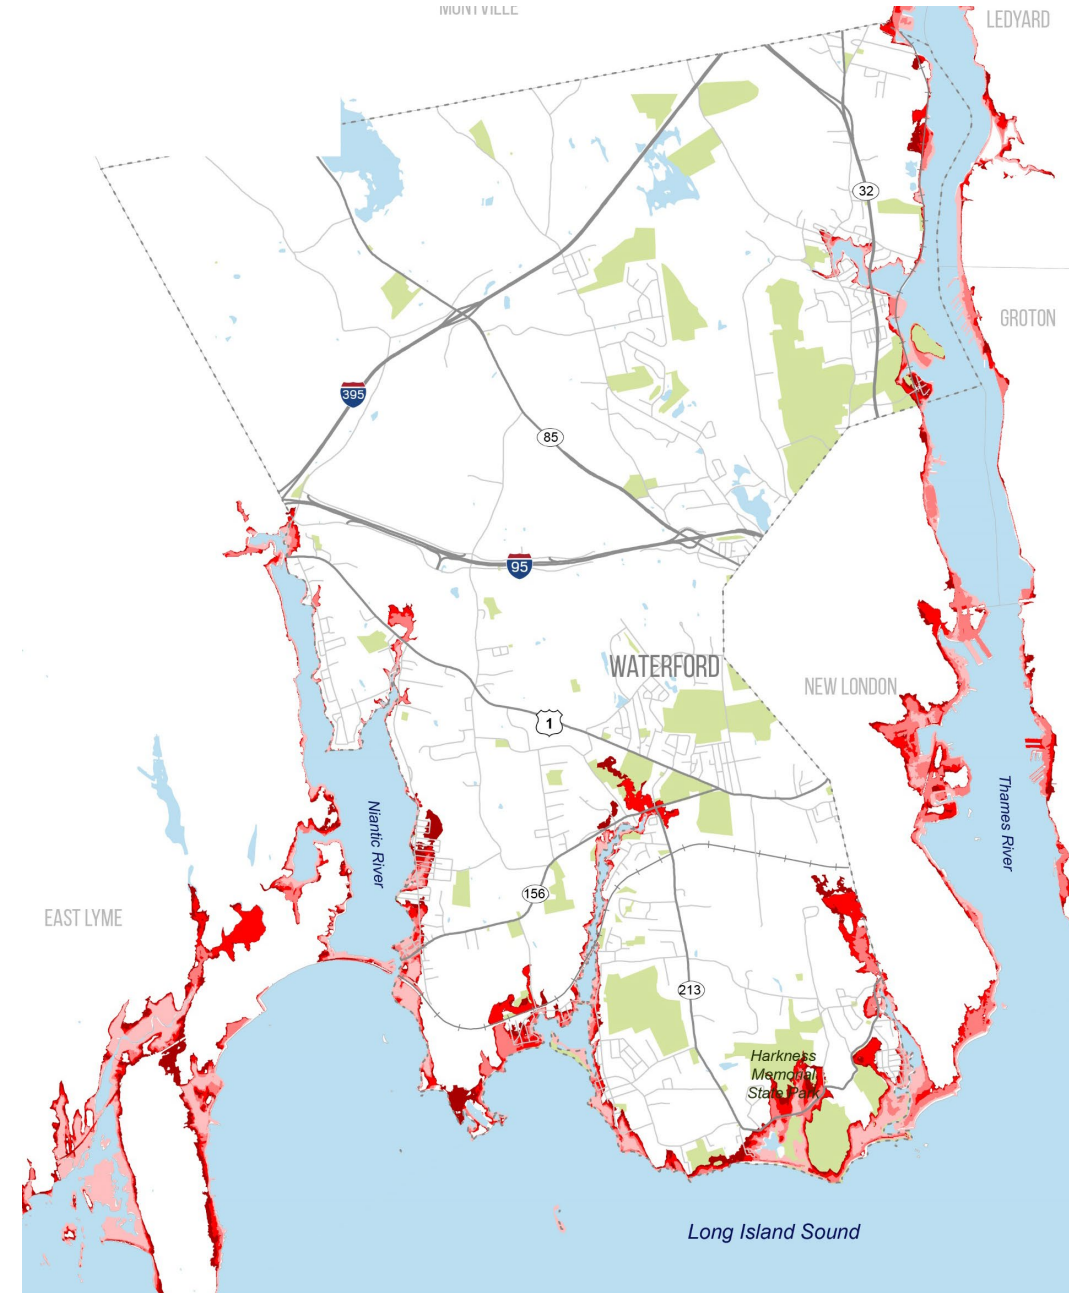 MONTVILLE
LEDYARD
32
GROTON
395
85
95
WATERFORD
NEW LONDON
1
Niantic River
Thames River
156
EAST LYME
213
Harkness
Memorial
State Park
Long Island Sound